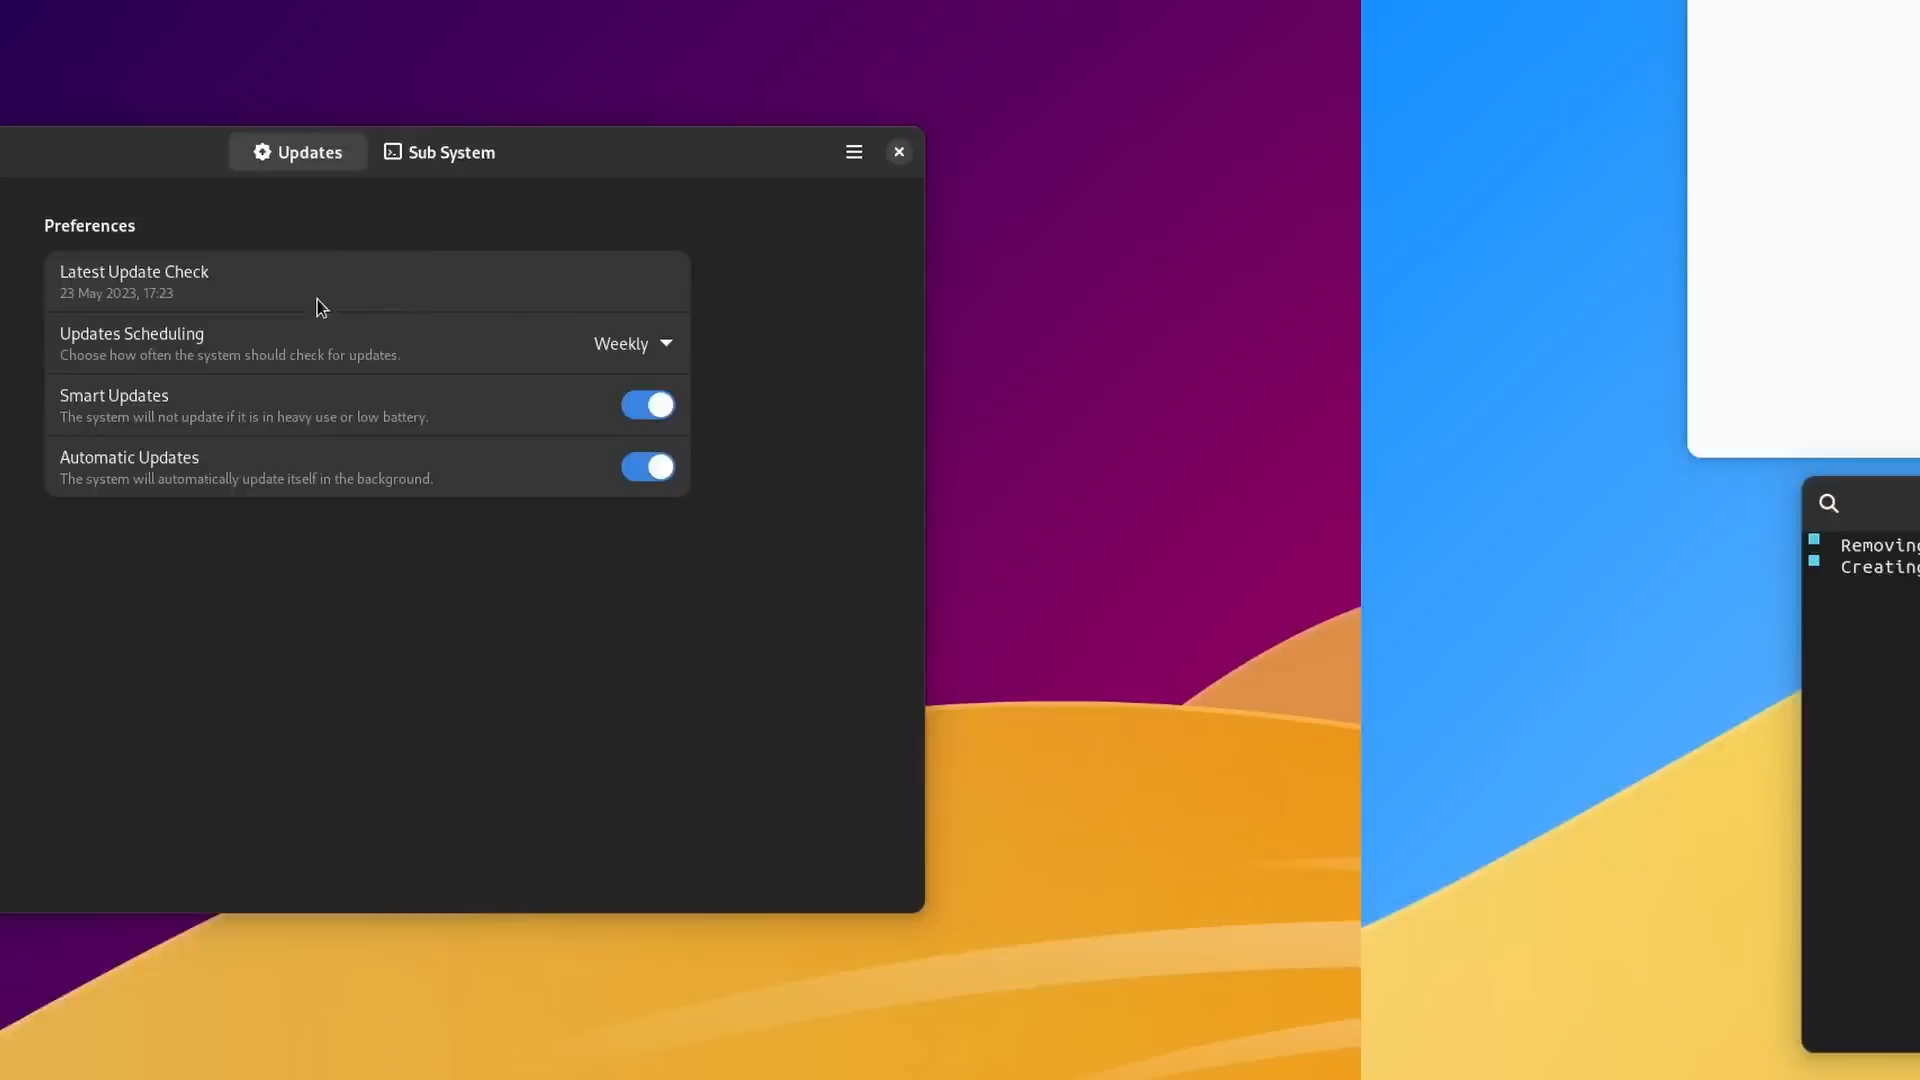 Updates
Sub System
Preferences
Latest Update Check
23 May 2023, 17:23
Updates Scheduling
Choose how often the system should check for updates.
Weekly
Smart Updates
The system will not update if it is in heavy use or low battery.
Automatic Updates
The system will automatically update itself in the background.
Removing
Creating